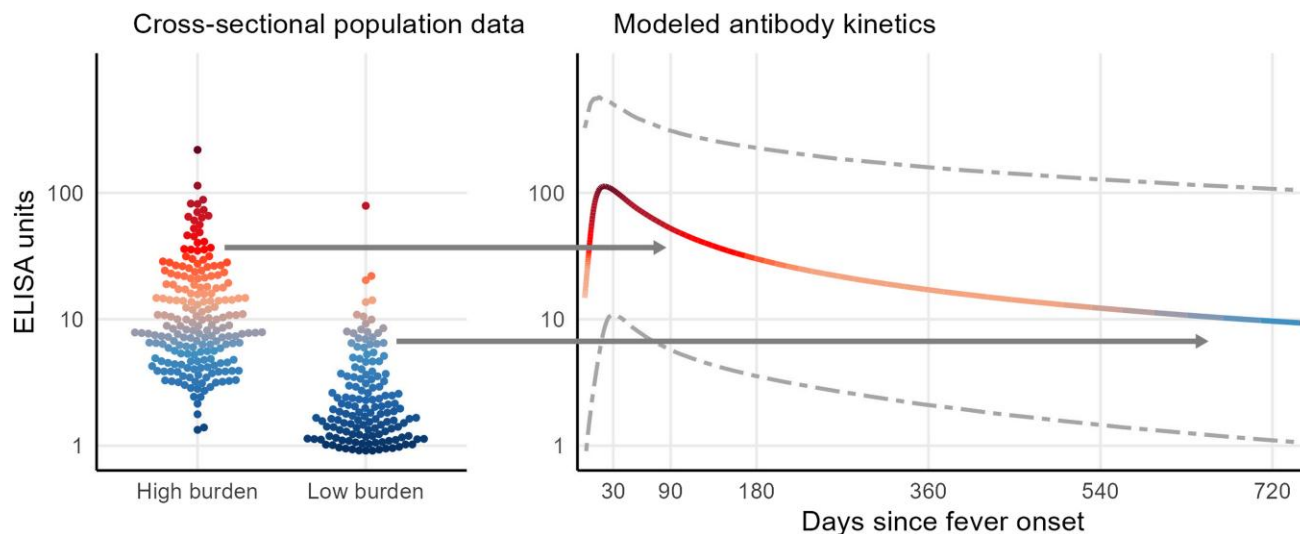 Cross-sectional population data
Modeled antibody kinetics
ELISA units
100
10
1
High burden
Low burden
100
10
1
30
90
180
360
540
720
Days since fever onset